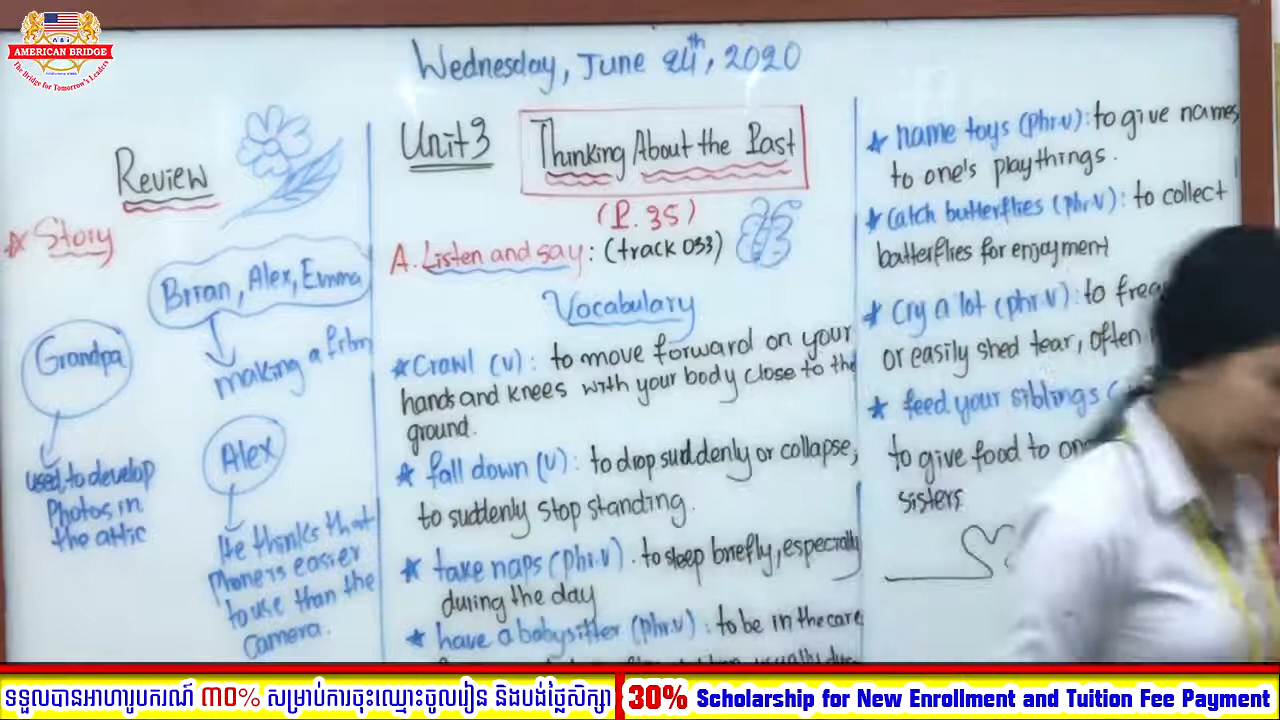 AMERICAN BRIDGE
The Bridge for Tomorrow's Leaders
Wednesday, June 24th, 2020
Review
* Story
Brian, Alex, Emma
making a film
Grandpa
used to develop
Photos in
the attic
Alex
He thinks that
Phone is easier
to use than the
camera.
Unit 3
Thinking About the Past
(P. 35)
A. Listen and say: (track 033)
Vocabulary
* Crawl (v): to move forward on your
hands and knees with your body close to the
ground.
* fall down (v): to drop suddenly or collapse,
to suddenly stop standing.
* take naps (Phr.v). to sleep briefly, especially
during the day
* have a babysitter (phr.v): to be in the care
* name toys (phr.v): to give names
to one's playthings.
* Catch butterflies (phr.v): to collect
butterflies for enjoyment
* Cry a lot (phr.v): to
or easily shed tear, often
* feed your siblings (
to give food to
sisters.
ទទួលបានអាហារូបករណ៍ ៣០% សម្រាប់ការចុះឈ្មោះចូលរៀន និងបង់ថ្លៃសិក្សា
30% Scholarship for New Enrollment and Tuition Fee Payment